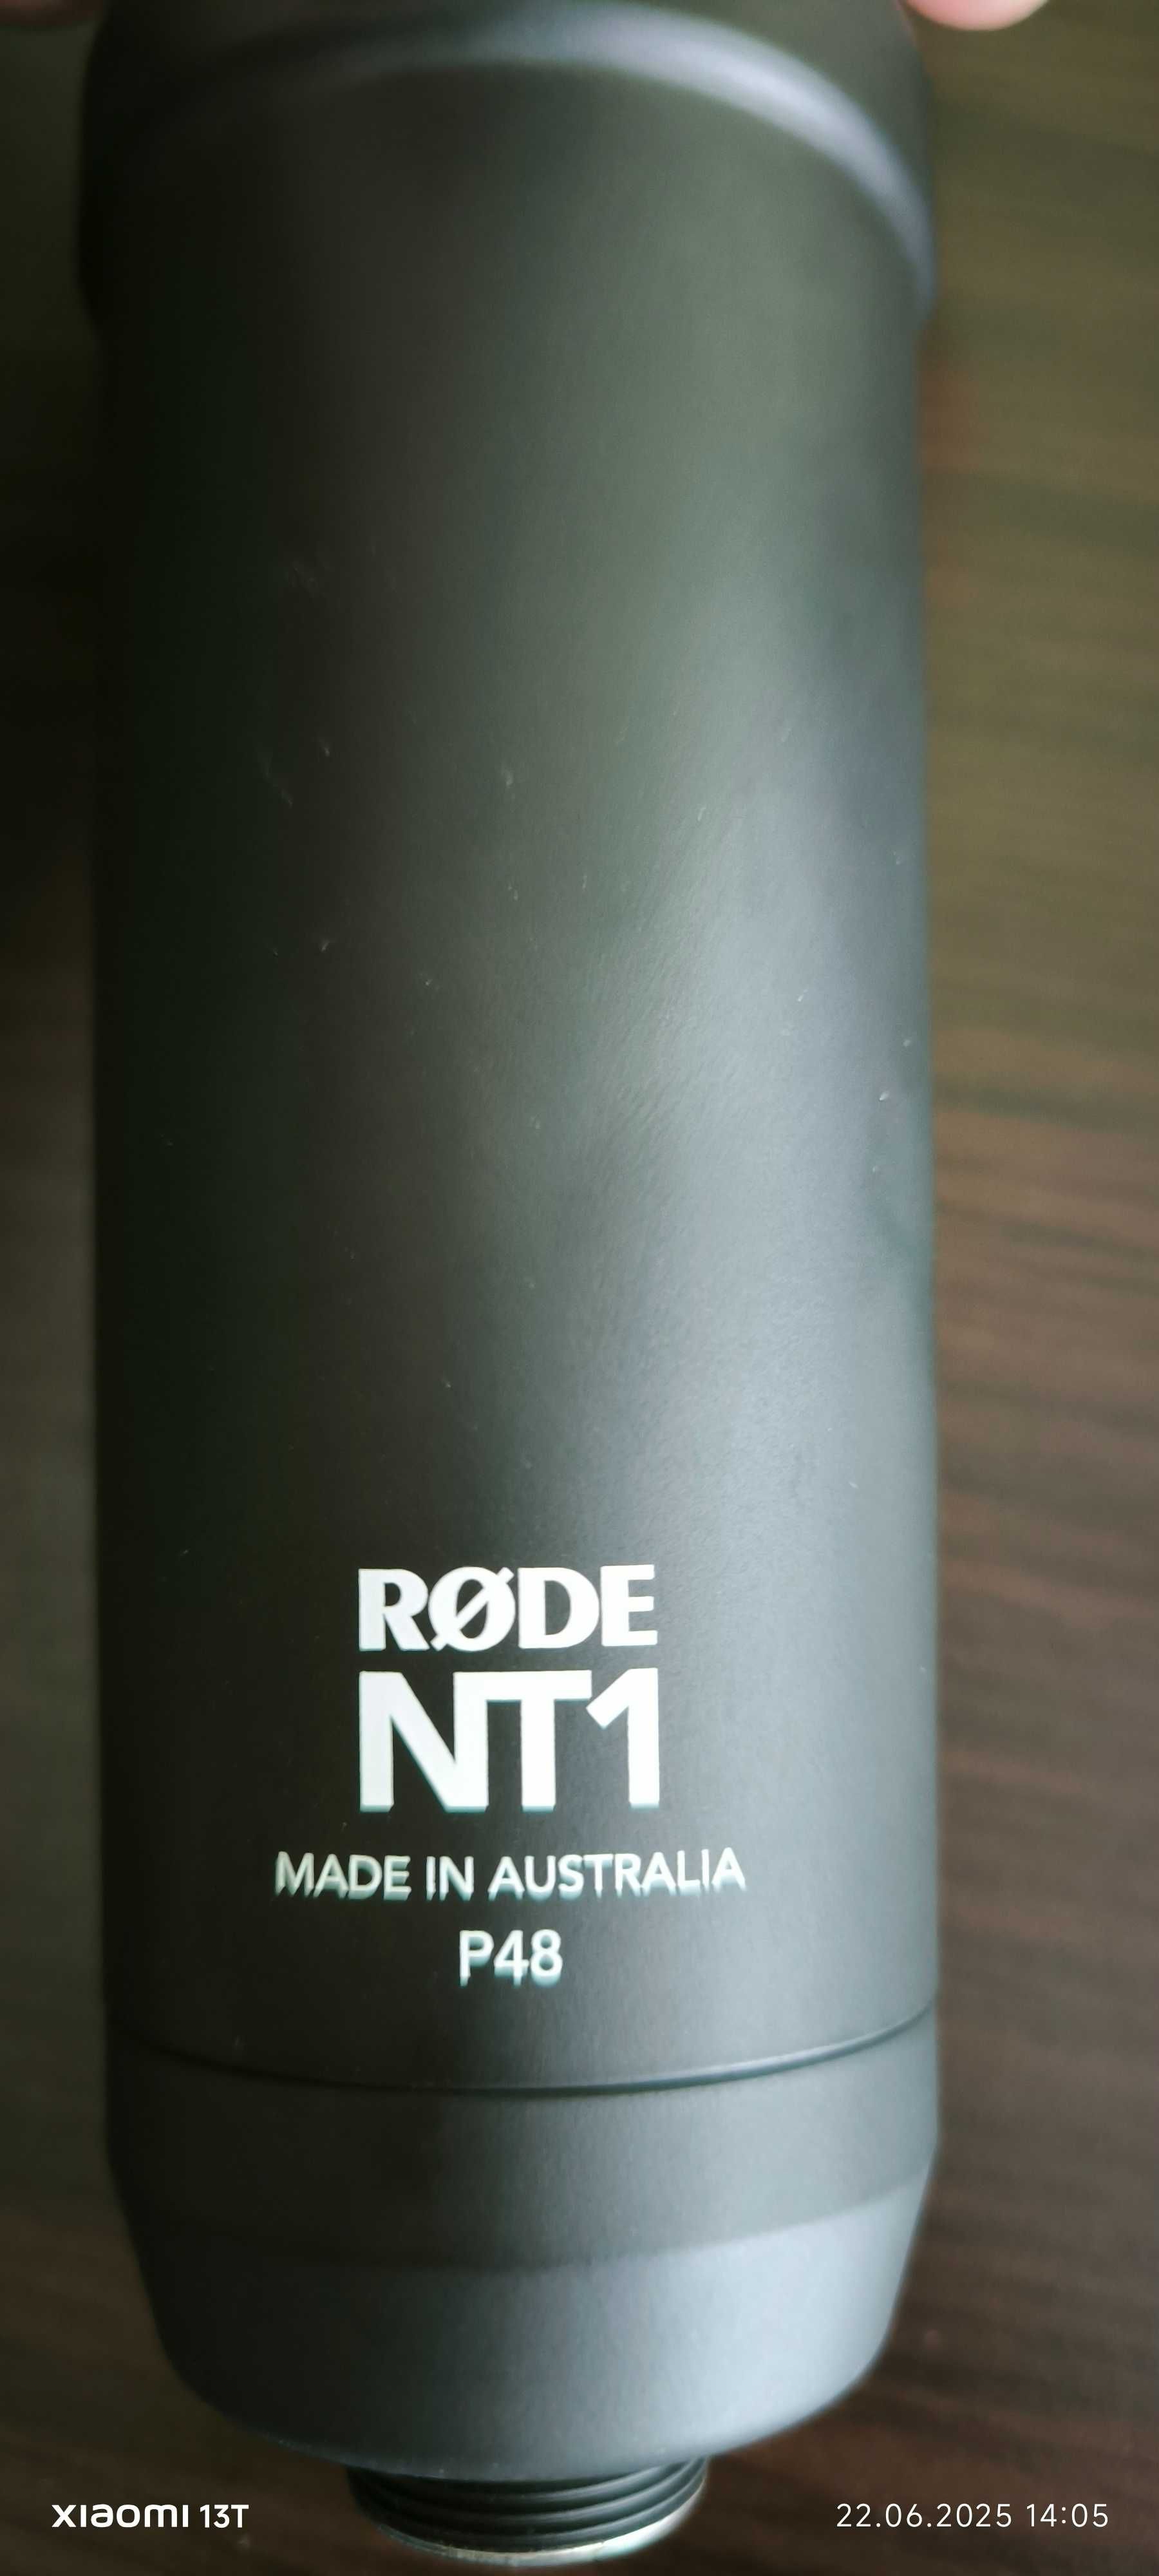 RØDE
NT1
MADE IN AUSTRALIA
P48
XIAOMI 13T
22.06.2025 14:05